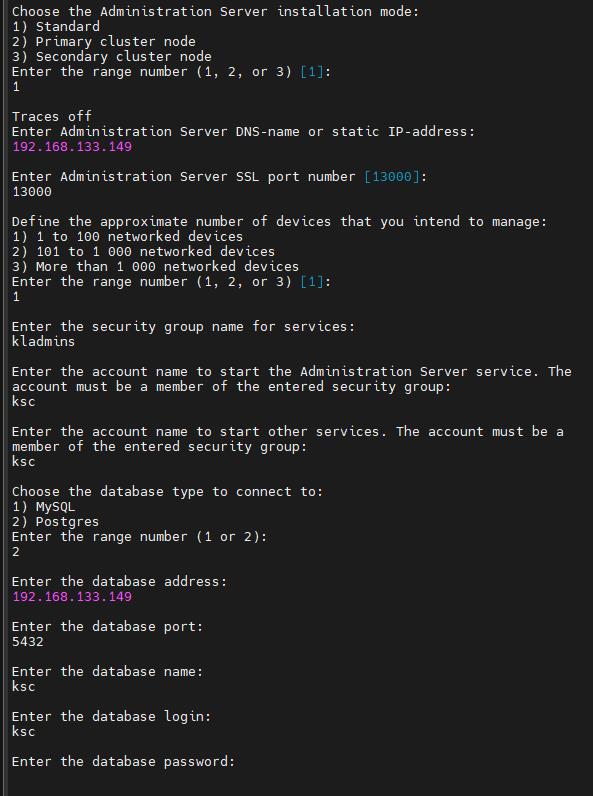 Choose the Administration Server installation mode:
1) Standard
2) Primary cluster node
3) Secondary cluster node
Enter the range number (1, 2, or 3) [1]:
1
Traces off
Enter Administration Server DNS-name or static IP-address:
192.168.133.149
Enter Administration Server SSL port number [13000]:
13000
Define the approximate number of devices that you intend to manage:
1) 1 to 100 networked devices
2) 101 to 1 000 networked devices
3) More than 1 000 networked devices
Enter the range number (1, 2, or 3) [1]:
1
Enter the security group name for services:
kladmins
Enter the account name to start the Administration Server service. The
account must be a member of the entered security group:
ksc
Enter the account name to start other services. The account must be a
member of the entered security group:
ksc
Choose the database type to connect to:
1) MySQL
2) Postgres
Enter the range number (1 or 2):
2
Enter the database address:
192.168.133.149
Enter the database port:
5432
Enter the database name:
ksc
Enter the database login:
ksc
Enter the database password: